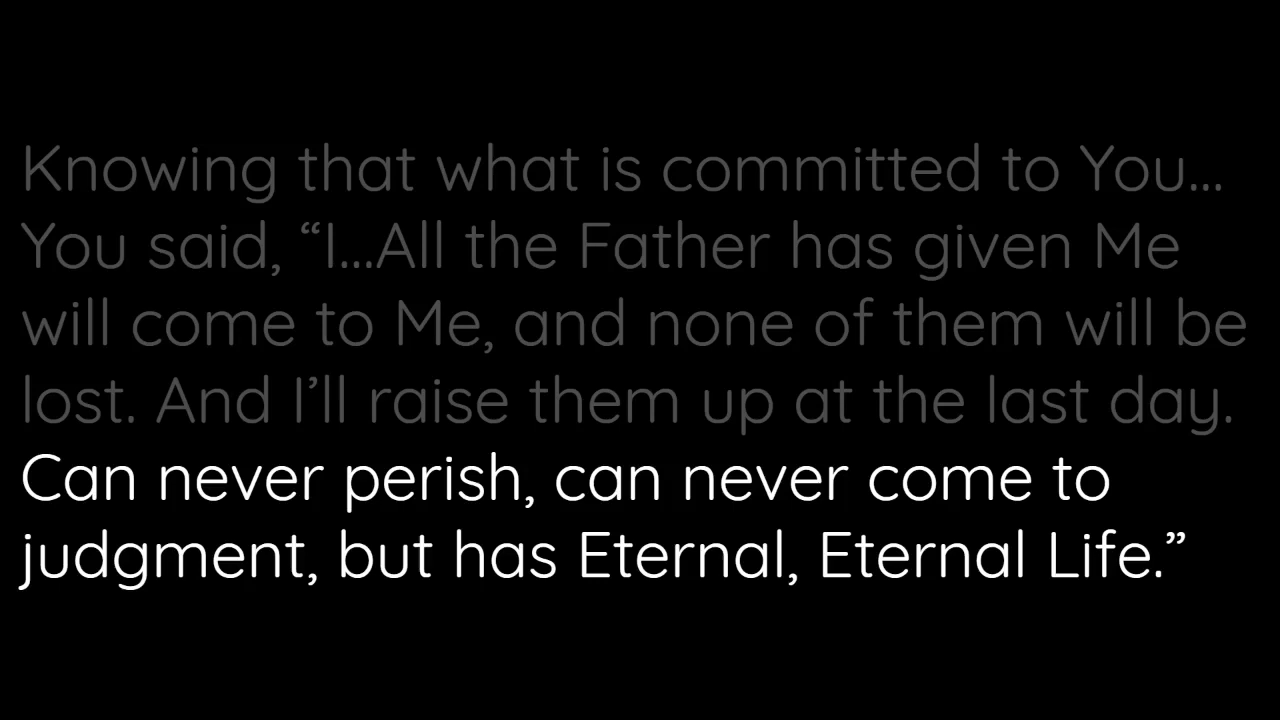 Knowing that what is committed to You...
You said, “I...All the Father has given Me
will come to Me, and none of them will be
lost. And I’ll raise them up at the last day.
Can never perish, can never come to
judgment, but has Eternal, Eternal Life.”